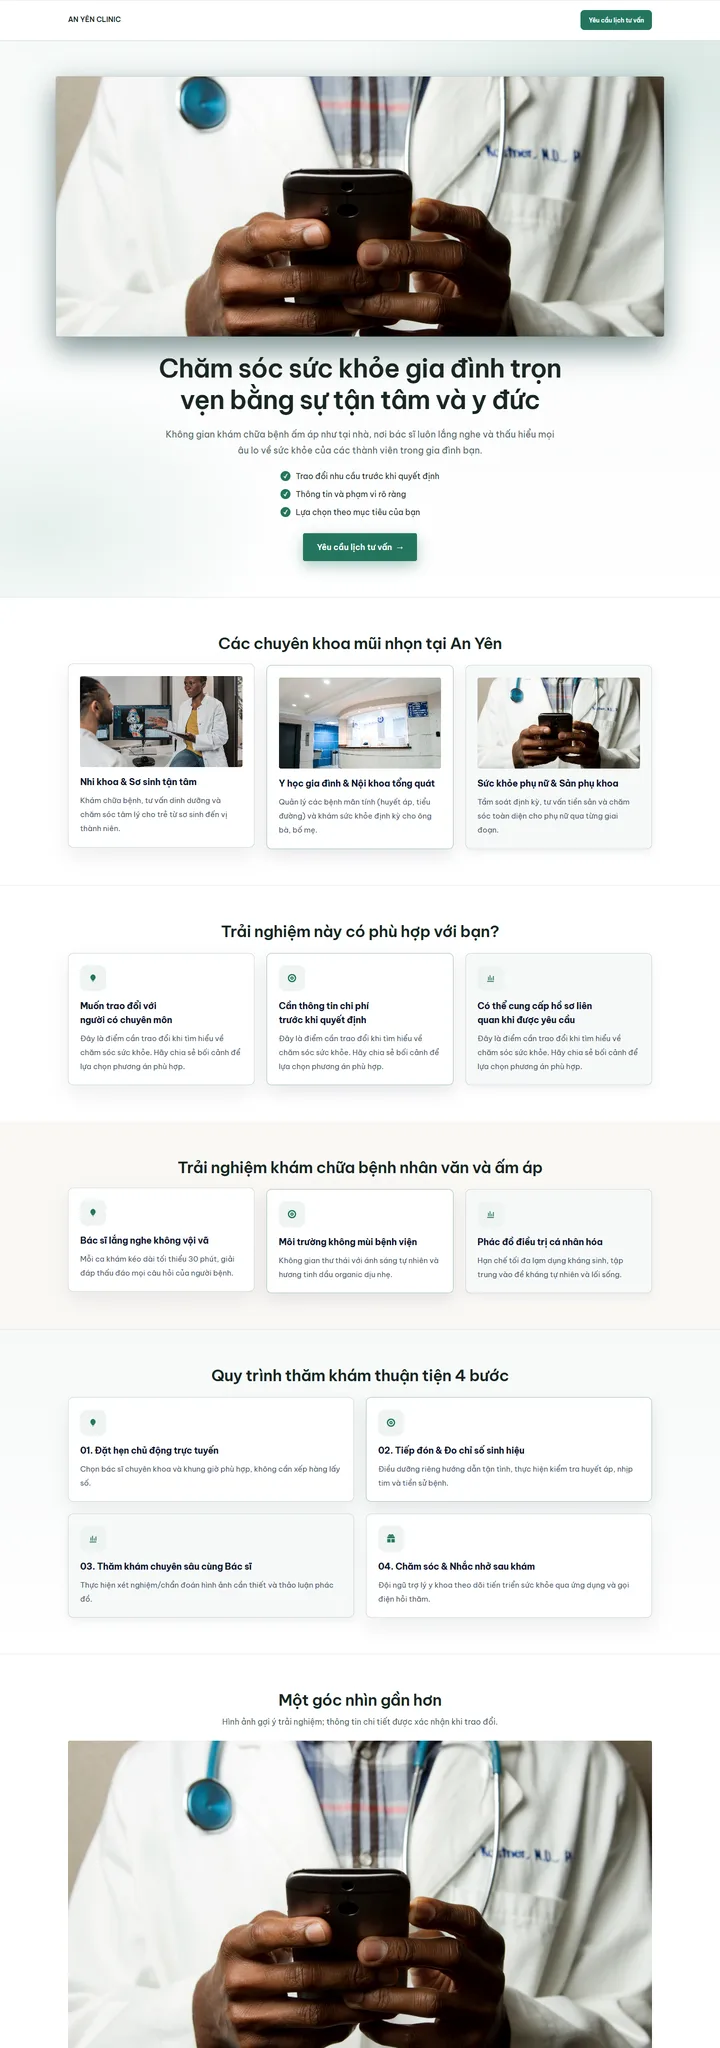 AN YÊN CLINIC
Yêu cầu lịch tư vấn
Chăm sóc sức khỏe gia đình trọn
vẹn bằng sự tận tâm và y đức
Không gian khám chữa bệnh ấm áp như tại nhà, nơi bác sĩ luôn lắng nghe và thấu hiểu mọi
âu lo về sức khỏe của các thành viên trong gia đình bạn.
Trao đổi nhu cầu trước khi quyết định
Thông tin và phạm vi rõ ràng
Lựa chọn theo mục tiêu của bạn
Yêu cầu lịch tư vấn →
Các chuyên khoa mũi nhọn tại An Yên
Nhi khoa & Sơ sinh tận tâm
Khám chữa bệnh, tư vấn dinh dưỡng và
chăm sóc tâm lý cho trẻ từ sơ sinh đến vị
thành niên.
Y học gia đình & Nội khoa tổng quát
Quản lý các bệnh mãn tính (huyết áp, tiểu
đường) và khám sức khỏe định kỳ cho ông
bà, bố mẹ.
Sức khỏe phụ nữ & Sản phụ khoa
Tầm soát định kỳ, tư vấn tiền sản và chăm
sóc toàn diện cho phụ nữ qua từng giai
đoạn.
Trải nghiệm này có phù hợp với bạn?
Muốn trao đổi với
người có chuyên môn
Đây là điểm cần trao đổi khi tìm hiểu về
chăm sóc sức khỏe. Hãy chia sẻ bối cảnh để
lựa chọn phương án phù hợp.
Cần thông tin chi phí
trước khi quyết định
Đây là điểm cần trao đổi khi tìm hiểu về
chăm sóc sức khỏe. Hãy chia sẻ bối cảnh để
lựa chọn phương án phù hợp.
Có thể cung cấp hồ sơ liên
quan khi được yêu cầu
Đây là điểm cần trao đổi khi tìm hiểu về
chăm sóc sức khỏe. Hãy chia sẻ bối cảnh để
lựa chọn phương án phù hợp.
Trải nghiệm khám chữa bệnh nhân văn và ấm áp
Bác sĩ lắng nghe không vội vã
Mỗi ca khám kéo dài tối thiểu 30 phút, giải
đáp thấu đáo mọi câu hỏi của người bệnh.
Môi trường không mùi bệnh viện
Không gian thư thái với ánh sáng tự nhiên và
hương tinh dầu organic dịu nhẹ.
Phác đồ điều trị cá nhân hóa
Hạn chế tối đa lạm dụng kháng sinh, tập
trung vào đề kháng tự nhiên và lối sống.
Quy trình thăm khám thuận tiện 4 bước
01. Đặt hẹn chủ động trực tuyến
Chọn bác sĩ chuyên khoa và khung giờ phù hợp, không cần xếp hàng lấy
số.
02. Tiếp đón & Đo chỉ số sinh hiệu
Điều dưỡng riêng hướng dẫn tận tình, thực hiện kiểm tra huyết áp, nhịp
tim và tiền sử bệnh.
03. Thăm khám chuyên sâu cùng Bác sĩ
Thực hiện xét nghiệm/chẩn đoán hình ảnh cần thiết và thảo luận phác
đồ.
04. Chăm sóc & Nhắc nhở sau khám
Đội ngũ trợ lý y khoa theo dõi tiến triển sức khỏe qua ứng dụng và gọi
điện hỏi thăm.
Một góc nhìn gần hơn
Hình ảnh gợi ý trải nghiệm; thông tin chi tiết được xác nhận khi trao đổi.